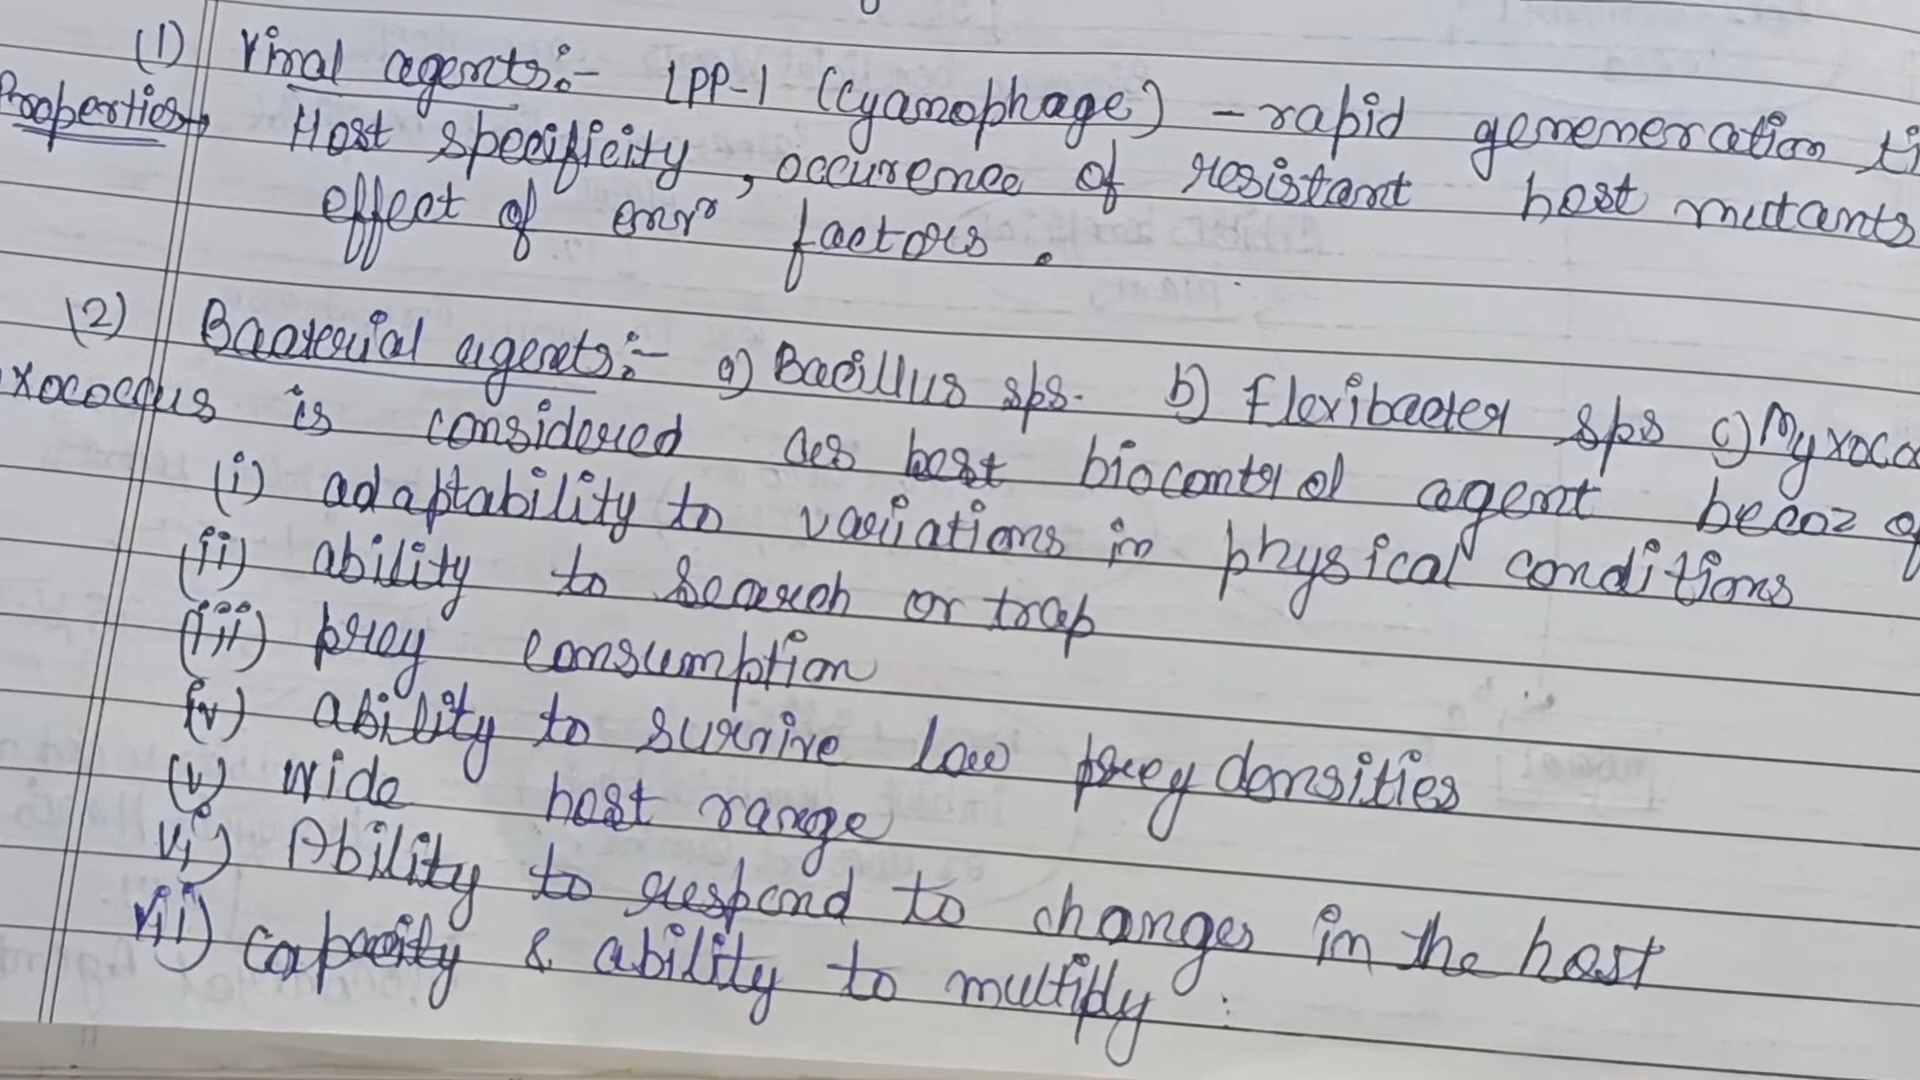 (1) Viral agents:- LPP-1 (cyanophage) - rapid genemeration ti
Properties→ Host specificity, occurence of resistant host mutants
effect of envr factors.
(2) Bacterial agents:- a) Bacillus sps. b) Flexibacter sps c) Myxoco
xococcus is considered as best biocontrol agent becoz of
(i) adaptability to variations in physical conditions
(ii) ability to search or trap
(iii) prey consumption
iv) ability to survive low prey densities
(v) wide host range
vi) Ability to respond to changes in the host
vii) capacity & ability to multiply.